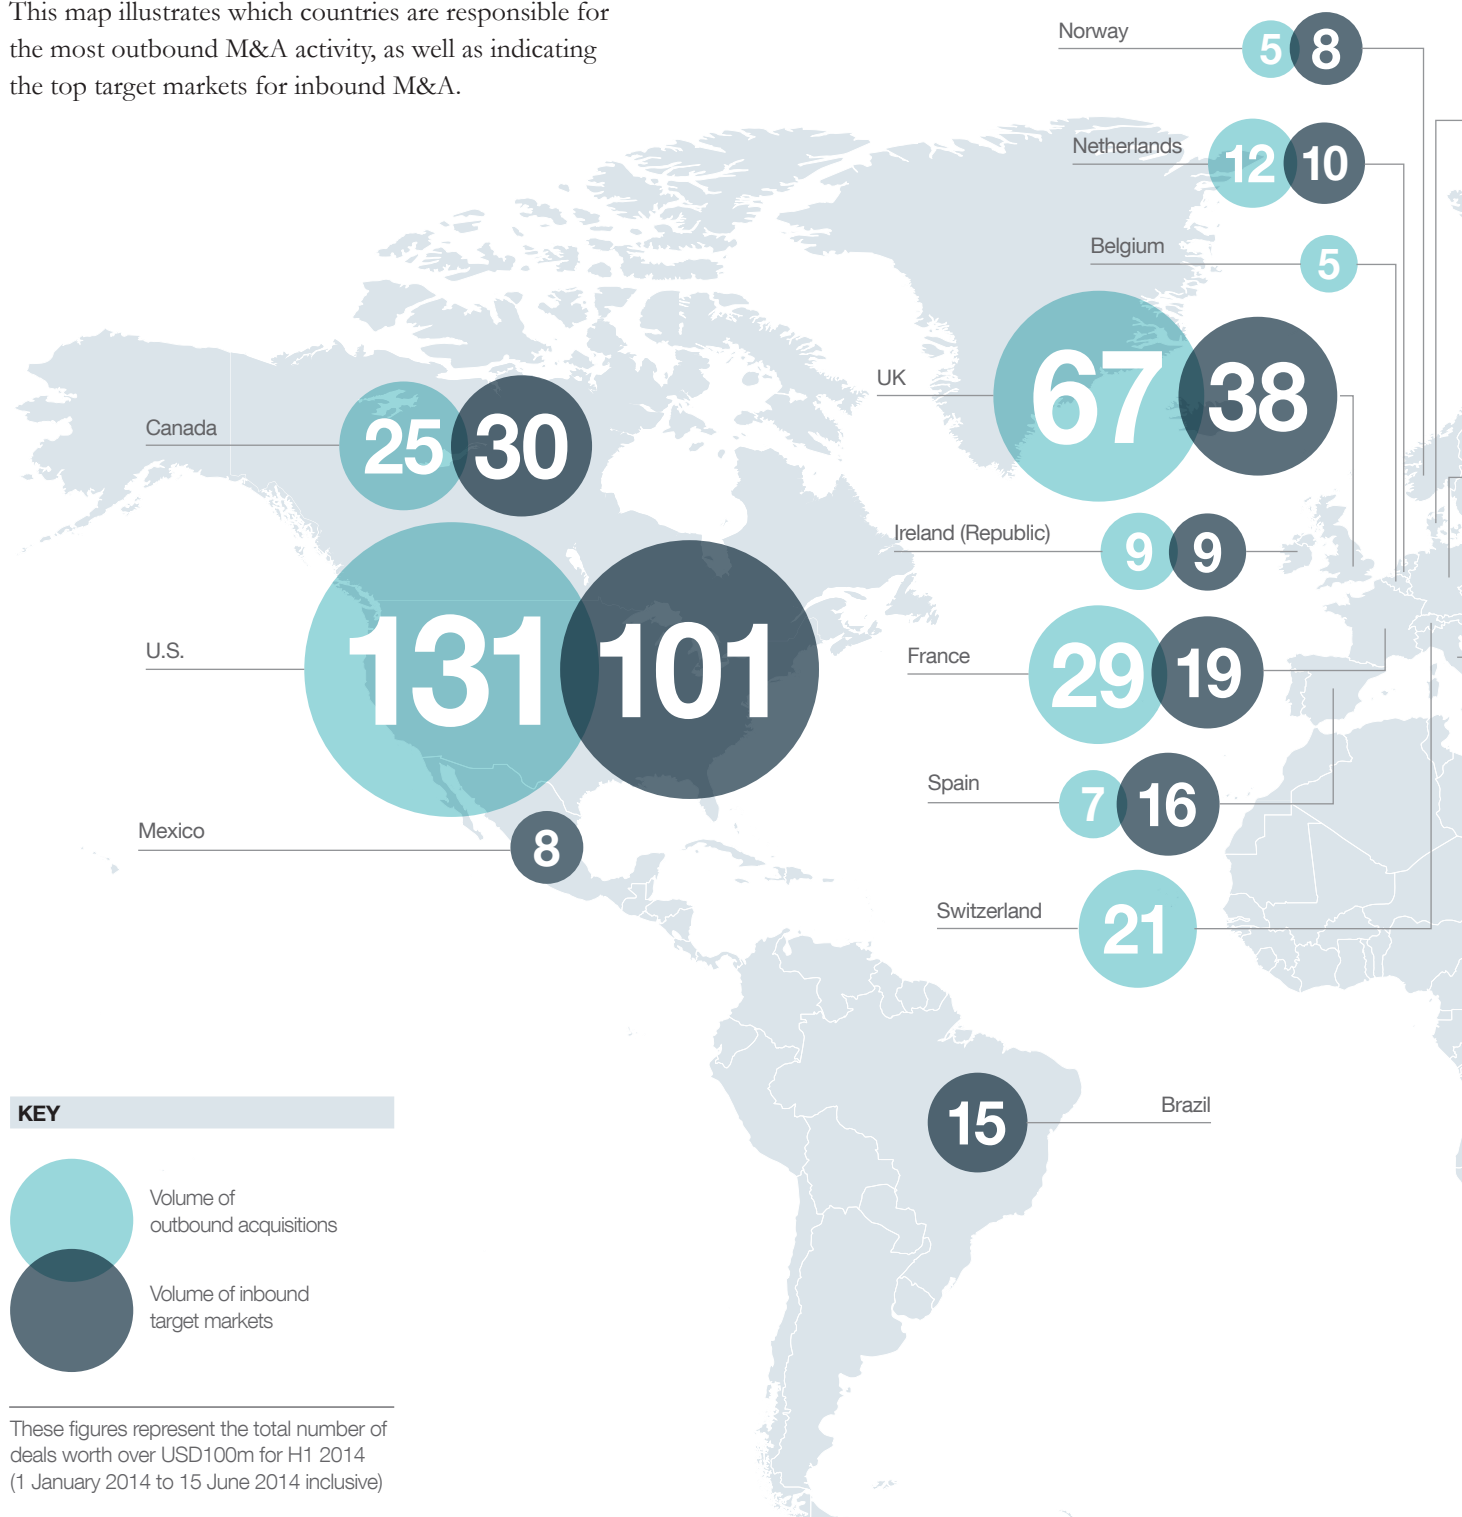 This map illustrates which countries are responsible for
the most outbound M&A activity, as well as indicating
the top target markets for inbound M&A.
Norway
5 8
Netherlands
12 10
Belgium
5
UK
67 38
Canada
25 30
Ireland (Republic)
9 9
U.S.
131 101
France
29 19
Spain
7 16
Mexico
8
Switzerland
21
Brazil
15
KEY
Volume of
outbound acquisitions
Volume of inbound
target markets
These figures represent the total number of
deals worth over USD100m for H1 2014
(1 January 2014 to 15 June 2014 inclusive)